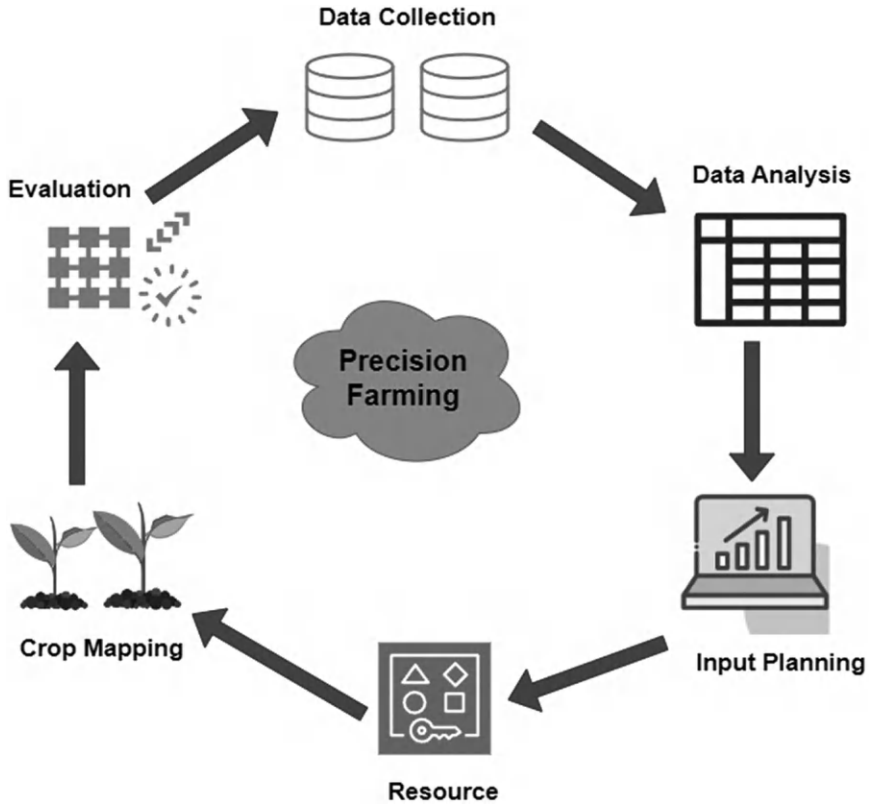 Data Collection
Data Analysis
Evaluation
Precision
Farming
Crop Mapping
Input Planning
Resource